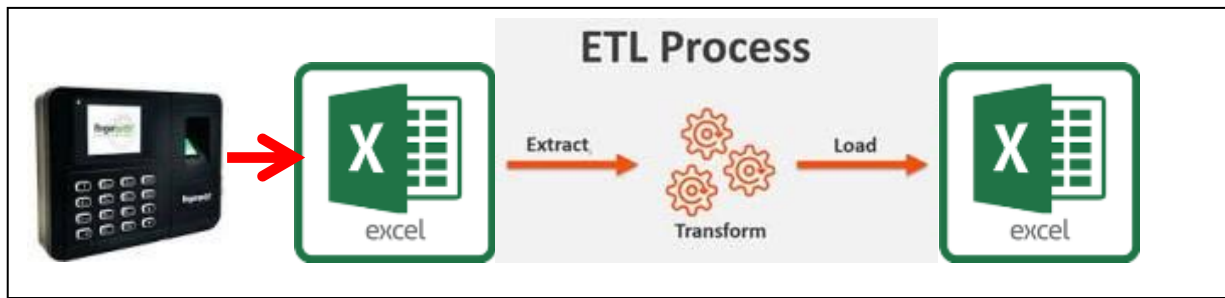 ETL Process
X
excel
Extract
Transform
Load
X
excel